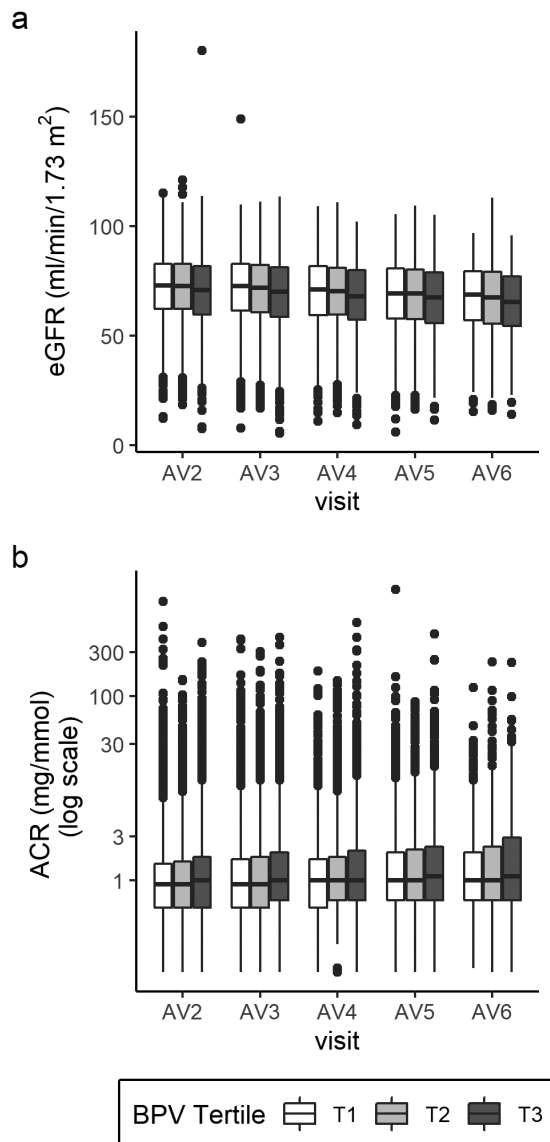 a
eGFR (ml/min/1.73 m²)
150
100
50
0
AV2 AV3 AV4 AV5 AV6
visit
b
ACR (mg/mmol)
(log scale)
300
100
30
3
1
AV2 AV3 AV4 AV5 AV6
visit
BPV Tertile T1 T2 T3